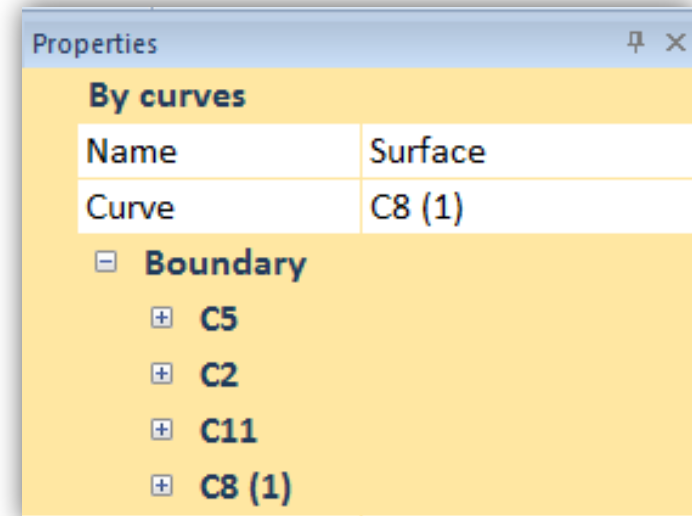 Properties
By curves
Name Surface
Curve C8 (1)
Boundary
C5
C2
C11
C8 (1)